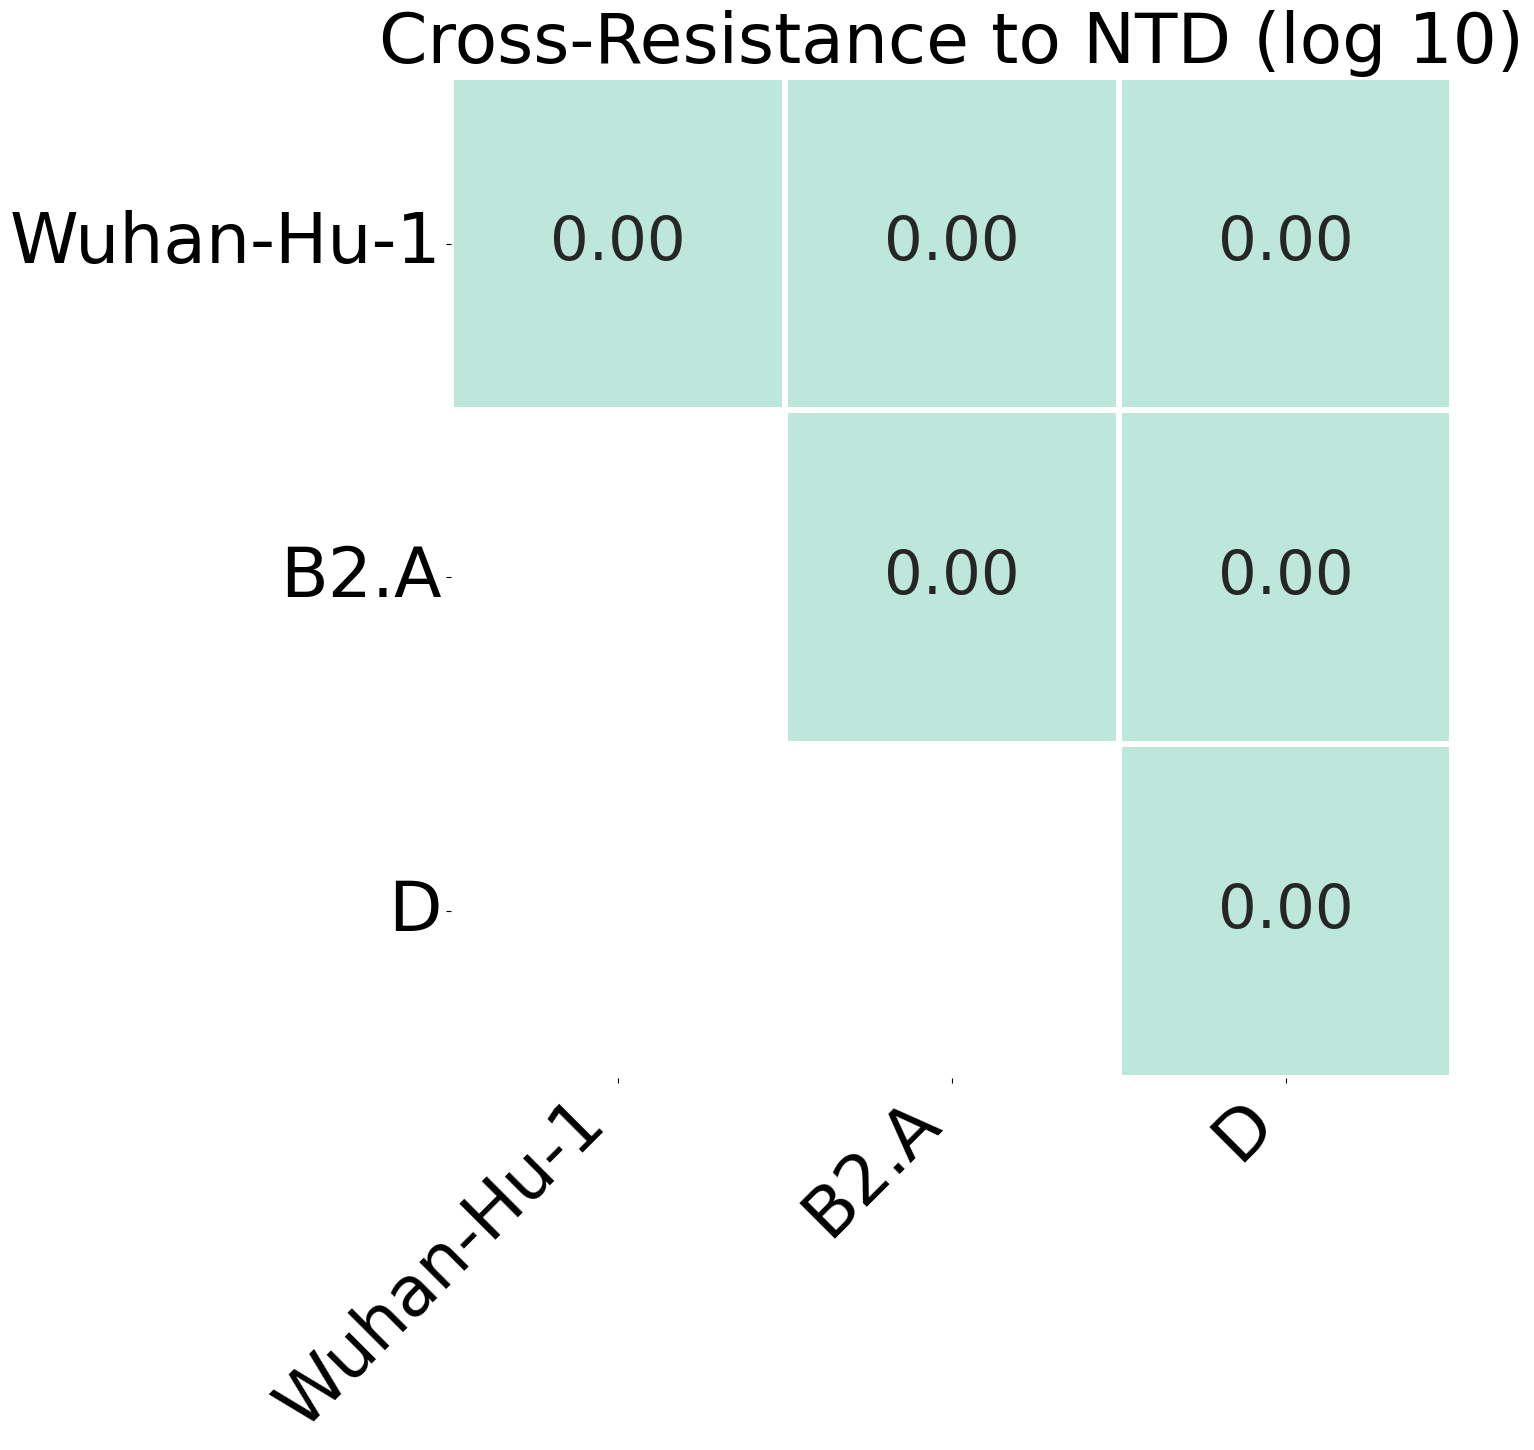 Cross-Resistance to NTD (log 10)
Wuhan-Hu-1 0.00 0.00 0.00
B2.A 0.00 0.00
D 0.00
Wuhan-Hu-1 B2.A D